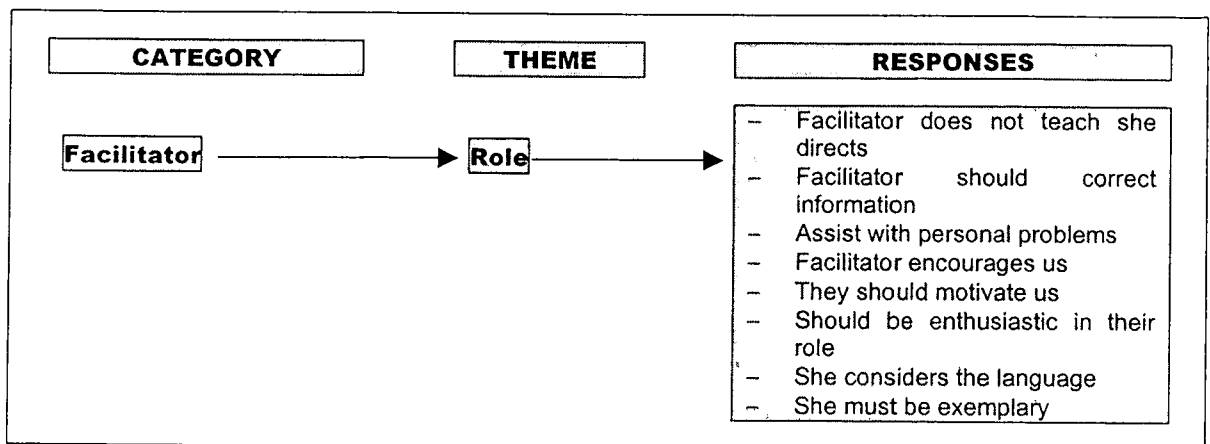 CATEGORY THEME RESPONSES
Facilitator Role
– Facilitator does not teach she
directs
– Facilitator should correct
information
– Assist with personal problems
– Facilitator encourages us
– They should motivate us
– Should be enthusiastic in their
role
– She considers the language
– She must be exemplary